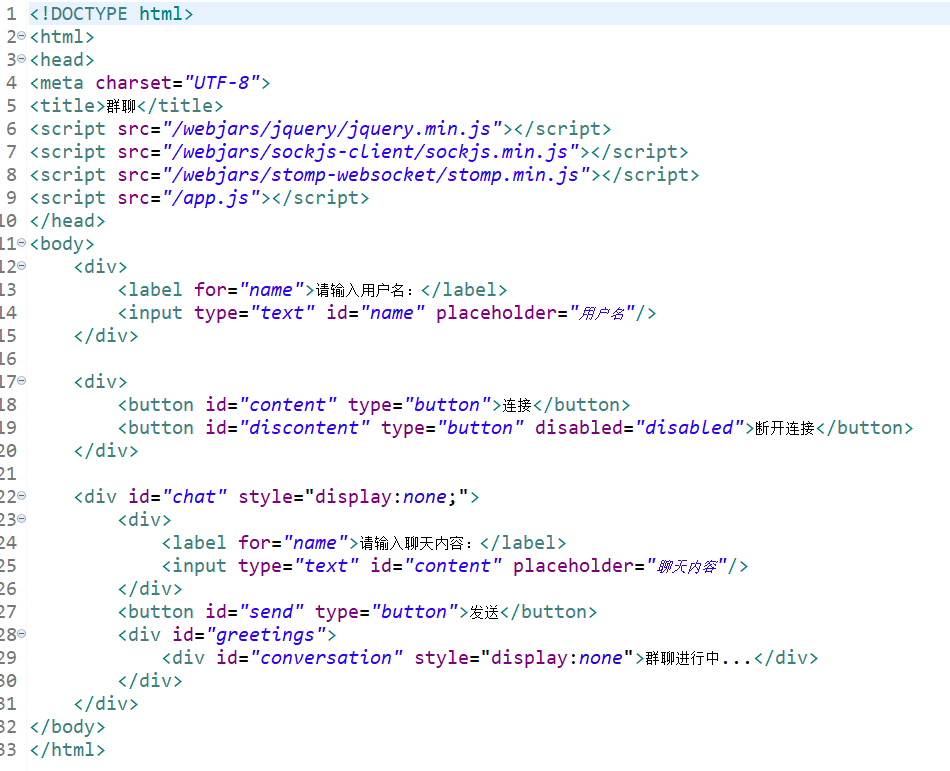 1 <!DOCTYPE html>
2 <html>
3 <head>
4 <meta charset="UTF-8">
5 <title>群聊</title>
6 <script src="/webjars/jquery/jquery.min.js"></script>
7 <script src="/webjars/sockjs-client/sockjs.min.js"></script>
8 <script src="/webjars/stomp-websocket/stomp.min.js"></script>
9 <script src="/app.js"></script>
10 </head>
11 <body>
12     <div>
13         <label for="name">请输入用户名：</label>
14         <input type="text" id="name" placeholder="用户名"/>
15     </div>
16
17     <div>
18         <button id="content" type="button">连接</button>
19         <button id="discontent" type="button" disabled="disabled">断开连接</button>
20     </div>
21
22     <div id="chat" style="display:none;">
23         <div>
24             <label for="name">请输入聊天内容：</label>
25             <input type="text" id="content" placeholder="聊天内容"/>
26         </div>
27         <button id="send" type="button">发送</button>
28         <div id="greetings">
29             <div id="conversation" style="display:none">群聊进行中...</div>
30         </div>
31     </div>
32 </body>
33 </html>